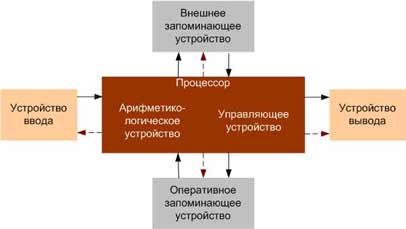 Внешнее
запоминающее
устройство
Процессор
Устройство
ввода
Арифметико-
логическое
устройство
Управляющее
устройство
Устройство
вывода
Оперативное
запоминающее
устройство